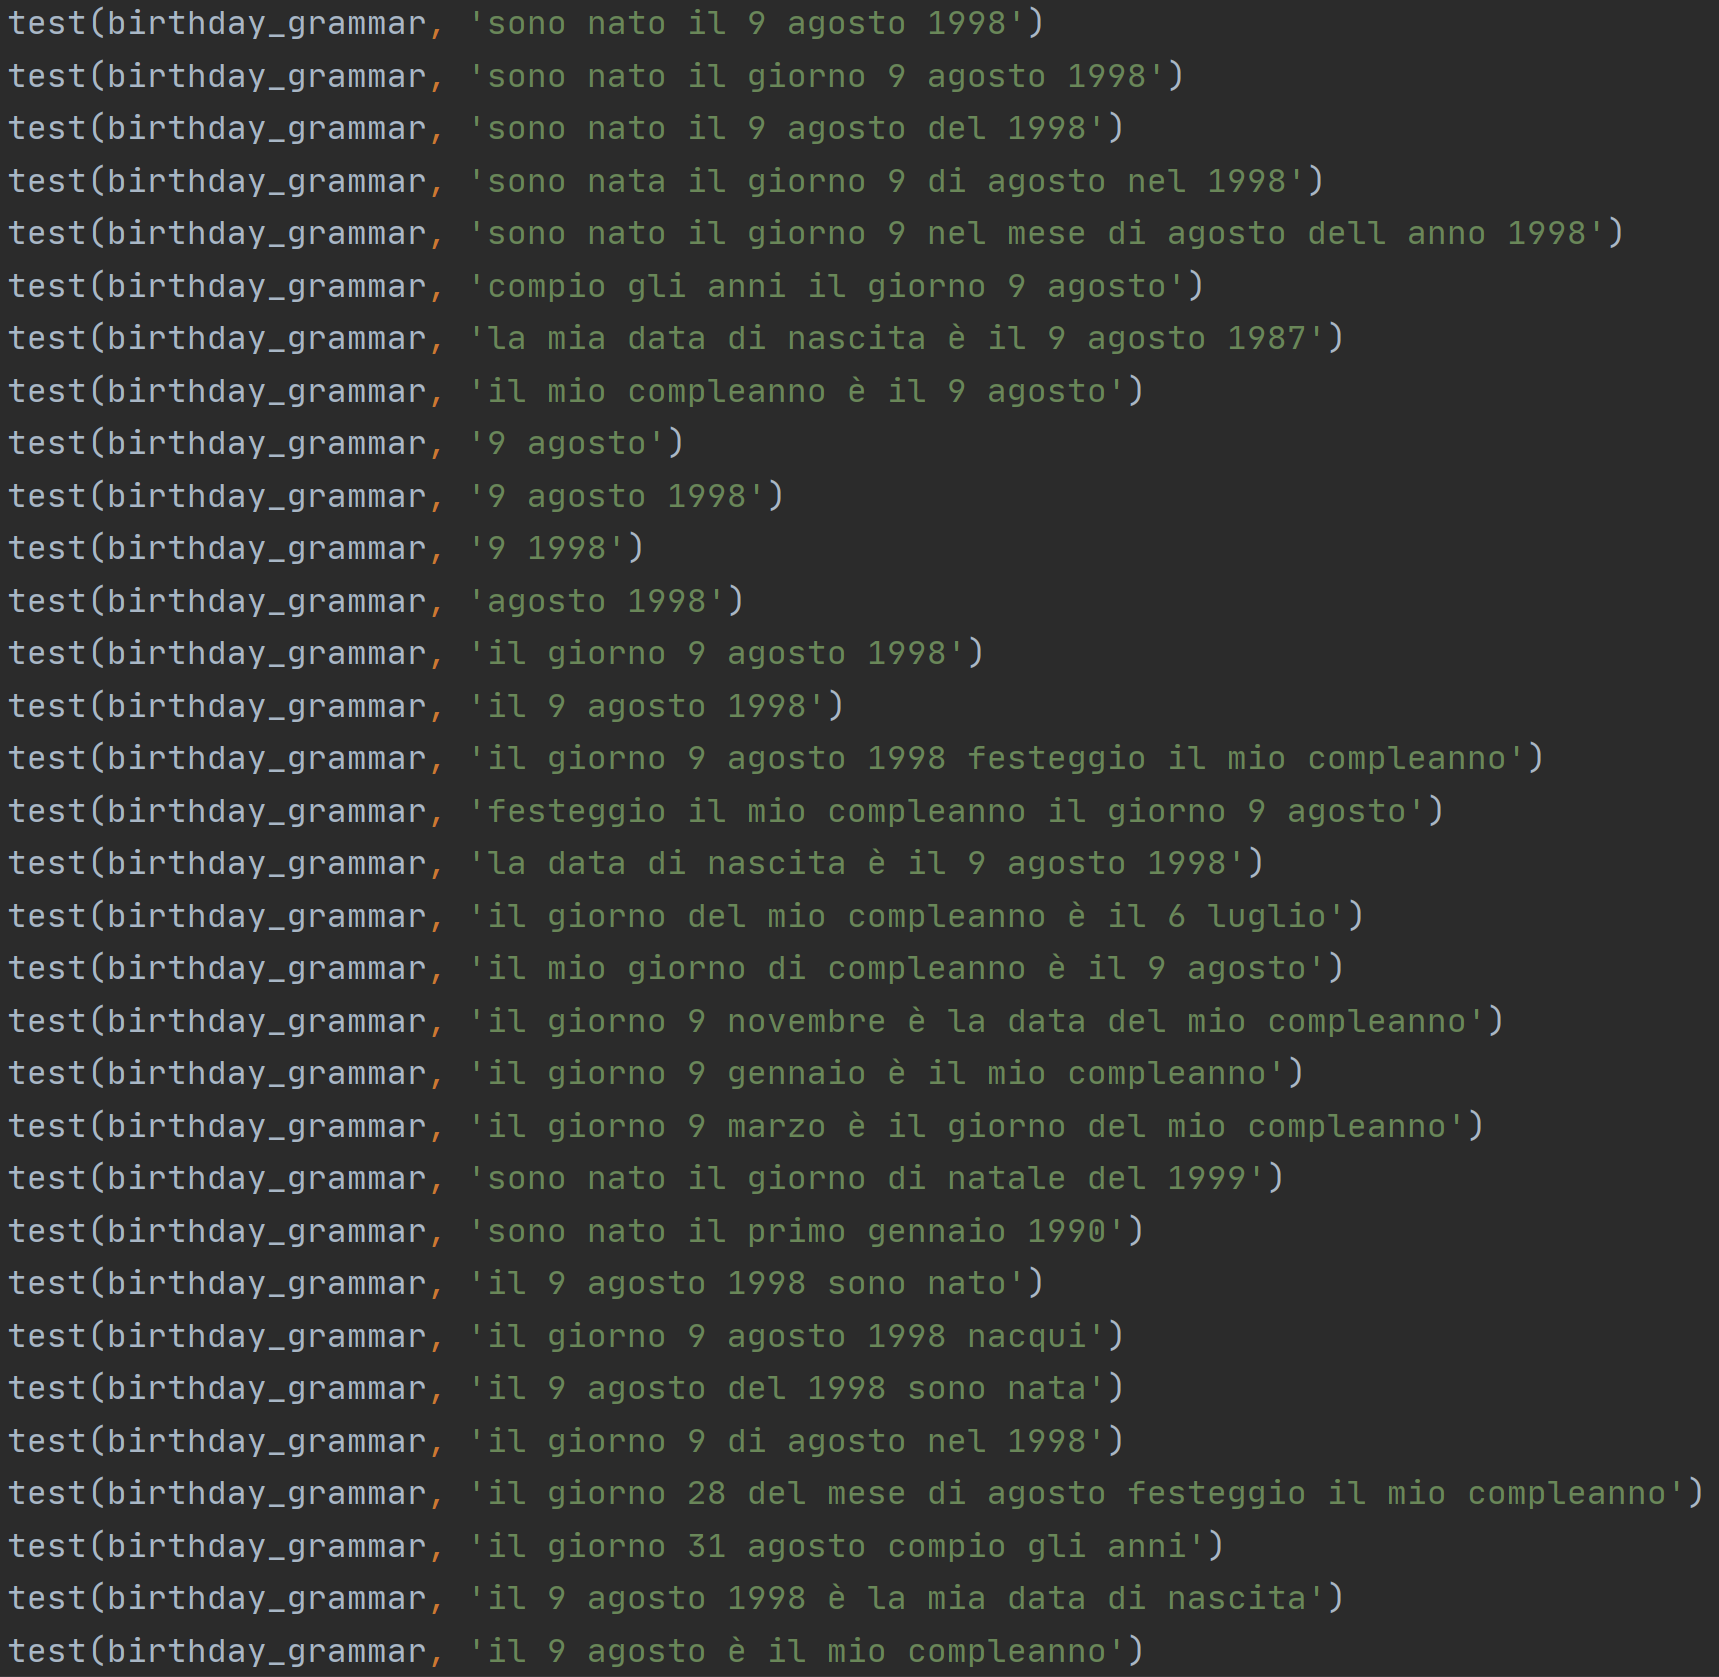 test(birthday_grammar, 'sono nato il 9 agosto 1998')
test(birthday_grammar, 'sono nato il giorno 9 agosto 1998')
test(birthday_grammar, 'sono nato il 9 agosto del 1998')
test(birthday_grammar, 'sono nata il giorno 9 di agosto nel 1998')
test(birthday_grammar, 'sono nato il giorno 9 nel mese di agosto dell anno 1998')
test(birthday_grammar, 'compio gli anni il giorno 9 agosto')
test(birthday_grammar, 'la mia data di nascita è il 9 agosto 1987')
test(birthday_grammar, 'il mio compleanno è il 9 agosto')
test(birthday_grammar, '9 agosto')
test(birthday_grammar, '9 agosto 1998')
test(birthday_grammar, '9 1998')
test(birthday_grammar, 'agosto 1998')
test(birthday_grammar, 'il giorno 9 agosto 1998')
test(birthday_grammar, 'il 9 agosto 1998')
test(birthday_grammar, 'il giorno 9 agosto 1998 festeggio il mio compleanno')
test(birthday_grammar, 'festeggio il mio compleanno il giorno 9 agosto')
test(birthday_grammar, 'la data di nascita è il 9 agosto 1998')
test(birthday_grammar, 'il giorno del mio compleanno è il 6 luglio')
test(birthday_grammar, 'il mio giorno di compleanno è il 9 agosto')
test(birthday_grammar, 'il giorno 9 novembre è la data del mio compleanno')
test(birthday_grammar, 'il giorno 9 gennaio è il mio compleanno')
test(birthday_grammar, 'il giorno 9 marzo è il giorno del mio compleanno')
test(birthday_grammar, 'sono nato il giorno di natale del 1999')
test(birthday_grammar, 'sono nato il primo gennaio 1990')
test(birthday_grammar, 'il 9 agosto 1998 sono nato')
test(birthday_grammar, 'il giorno 9 agosto 1998 nacqui')
test(birthday_grammar, 'il 9 agosto del 1998 sono nata')
test(birthday_grammar, 'il giorno 9 di agosto nel 1998')
test(birthday_grammar, 'il giorno 28 del mese di agosto festeggio il mio compleanno')
test(birthday_grammar, 'il giorno 31 agosto compio gli anni')
test(birthday_grammar, 'il 9 agosto 1998 è la mia data di nascita')
test(birthday_grammar, 'il 9 agosto è il mio compleanno')